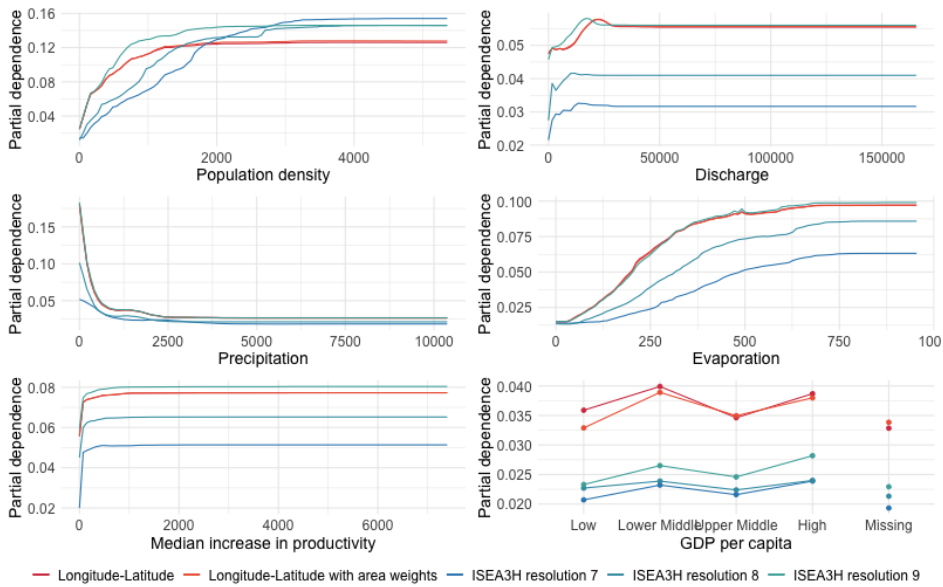 Partial dependence
0.16
0.12
0.08
0.04
0
2000
4000
Population density
Partial dependence
0.05
0.04
0.03
0.02
0
50000
100000
150000
Discharge
Partial dependence
0.15
0.10
0.05
0
2500
5000
7500
10000
Precipitation
Partial dependence
0.100
0.075
0.050
0.025
0
250
500
750
900
Evaporation
Partial dependence
0.08
0.06
0.04
0.02
0
2000
4000
6000
Median increase in productivity
Partial dependence
0.040
0.035
0.030
0.025
0.020
Low
Lower Middle
Upper Middle
High
Missing
GDP per capita
Longitude-Latitude
Longitude-Latitude with area weights
ISEA3H resolution 7
ISEA3H resolution 8
ISEA3H resolution 9